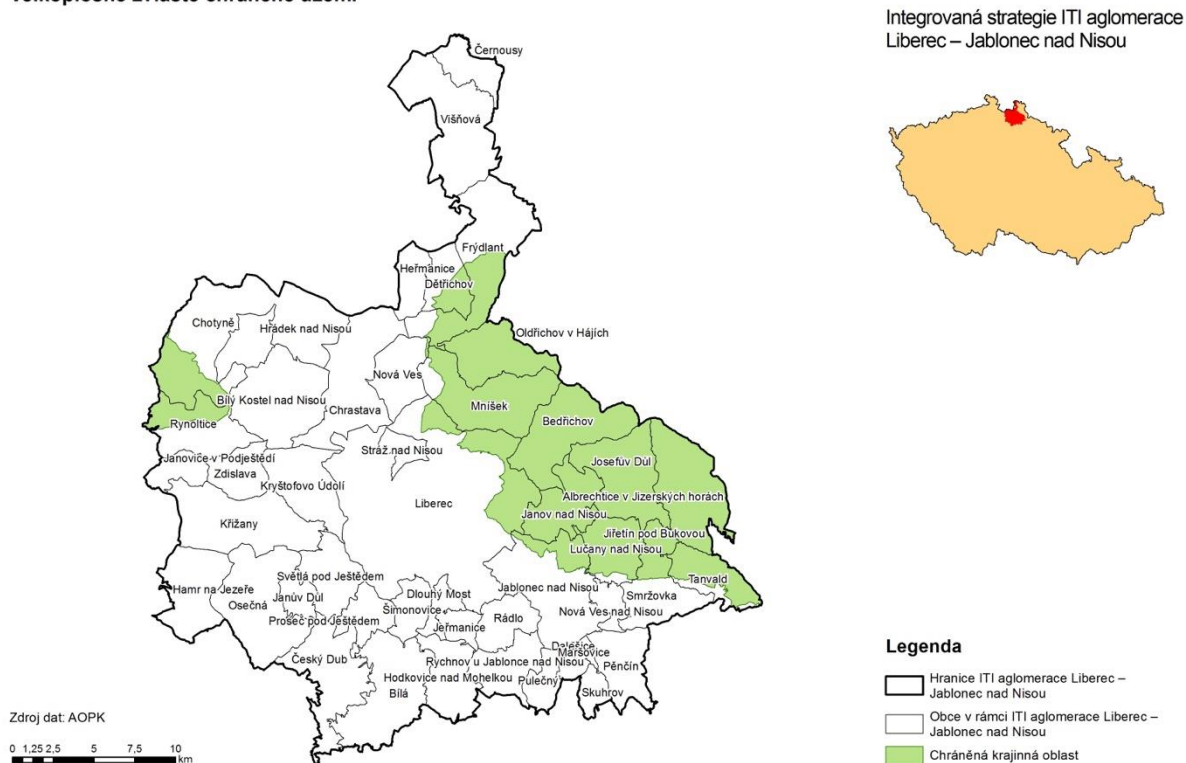 Velkoplošné zvláště chráněné území
Integrovaná strategie ITI aglomerace
Liberec – Jablonec nad Nisou
Černousy
Višňová
Frýdlant
Heřmanice
Dětřichov
Oldřichov v Hájích
Chotyně
Hrádek nad Nisou
Nová Ves
Bílý Kostel nad Nisou
Chrastava
Mníšek
Bedřichov
Rynoltice
Stráž nad Nisou
Josefův Důl
Janovice v Podještědí
Zdislava
Kryštofovo Údolí
Liberec
Albrechtice v Jizerských horách
Janov nad Nisou
Křižany
Jiřetín pod Bukovou
Lučany nad Nisou
Tanvald
Hamr na Jezeře
Světlá pod Ještědem
Janův Důl
Osečná
Dlouhý Most
Jablonec nad Nisou
Smržovka
Šimonovice
Nová Ves nad Nisou
Proseč pod Ještědem
Jeřmanice
Rádlo
Český Dub
Rychnov u Jablonce nad Nisou
Dalešice
Maršovice
Pěnčín
Hodkovice nad Mohelkou
Bílá
Pulečný
Skuhrov
Zdroj dat: AOPK
0 1,25 2,5 5 7,5 10
km
Legenda
Hranice ITI aglomerace Liberec –
Jablonec nad Nisou
Obce v rámci ITI aglomerace Liberec –
Jablonec nad Nisou
Chráněná krajinná oblast